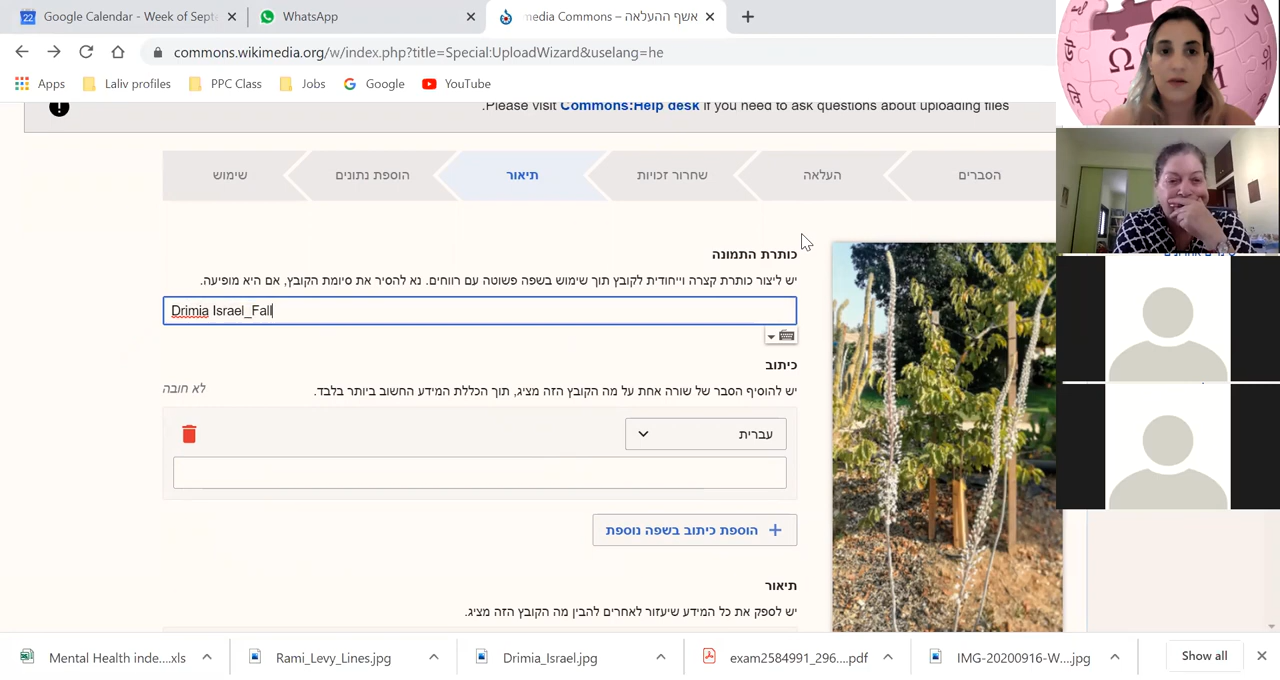 Google Calendar - Week of Septe
WhatsApp
אשף ההעלאה – media Commons
commons.wikimedia.org/w/index.php?title=Special:UploadWizard&uselang=he
Apps
Laliv profiles
PPC Class
Jobs
Google
YouTube
Please visit Commons:Help desk if you need to ask questions about uploading files.
הסברים
העלאה
שחרור זכויות
תיאור
הוספת נתונים
שימוש
כותרת התמונה
יש ליצור כותרת קצרה וייחודית לקובץ תוך שימוש בשפה פשוטה עם רווחים. נא להסיר את סיומת הקובץ, אם היא מופיעה.
Drimia Israel_Fall
כיתוב
יש להוסיף הסבר של שורה אחת על מה הקובץ הזה מציג, תוך הכללת המידע החשוב ביותר בלבד.
לא חובה
עברית
הוספת כיתוב בשפה נוספת
תיאור
יש לספק את כל המידע שיעזור לאחרים להבין מה הקובץ הזה מציג.
Mental Health inde....xls
Rami_Levy_Lines.jpg
Drimia_Israel.jpg
exam2584991_296....pdf
IMG-20200916-W....jpg
Show all